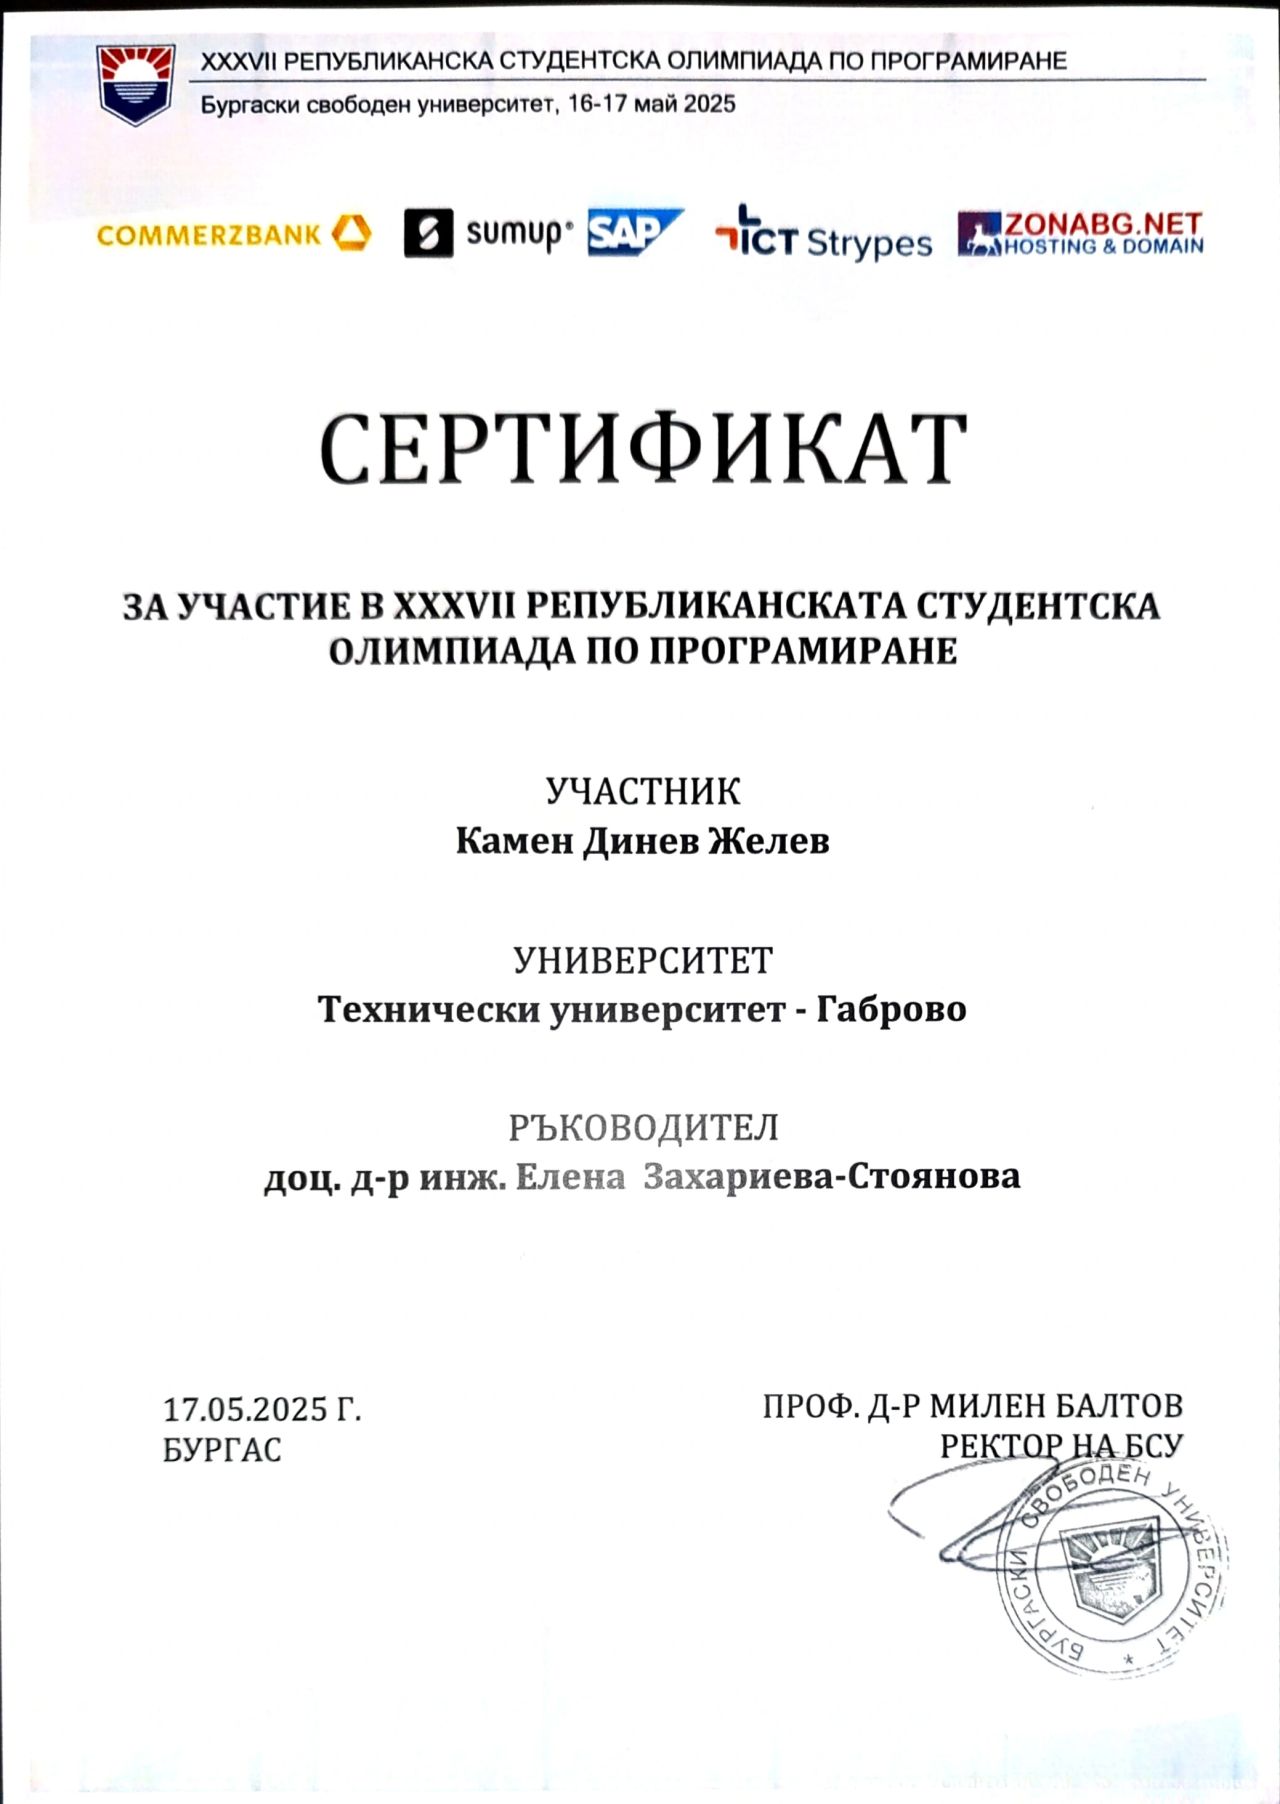 XXXVII РЕПУБЛИКАНСКА СТУДЕНТСКА ОЛИМПИАДА ПО ПРОГРАМИРАНЕ
Бургаски свободен университет, 16-17 май 2025
COMMERZBANK sumup® SAP ICT Strypes ZONABG.NET
HOSTING & DOMAIN
СЕРТИФИКАТ
ЗА УЧАСТИЕ В XXXVII РЕПУБЛИКАНСКАТА СТУДЕНТСКА
ОЛИМПИАДА ПО ПРОГРАМИРАНЕ
УЧАСТНИК
Камен Динев Желев
УНИВЕРСИТЕТ
Технически университет - Габрово
РЪКОВОДИТЕЛ
доц. д-р инж. Елена Захариева-Стоянова
17.05.2025 Г.
БУРГАС
ПРОФ. Д-Р МИЛЕН БАЛТОВ
РЕКТОР НА БСУ
БУРГАСКИ СВОБОДЕН УНИВЕРСИТЕТ *